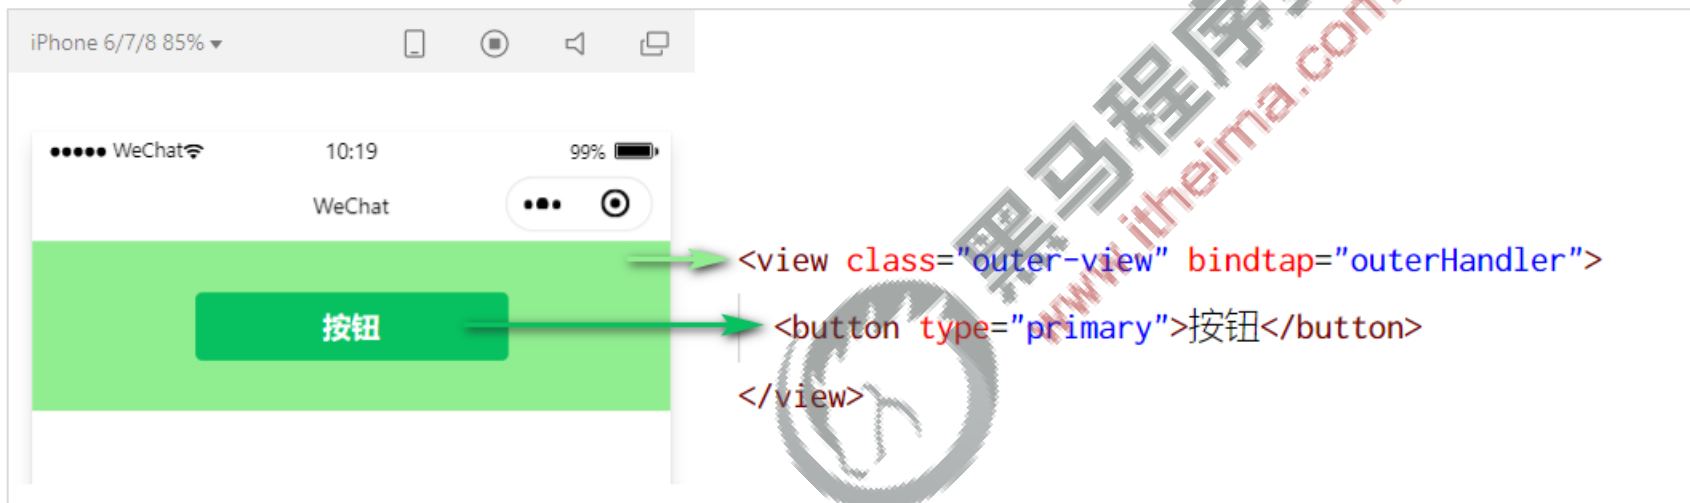 iPhone 6/7/8 85%
WeChat
10:19
99%
WeChat
按钮
<view class="outer-view" bindtap="outerHandler">
<button type="primary">按钮</button>
</view>
黑马程序
www.itheima.com